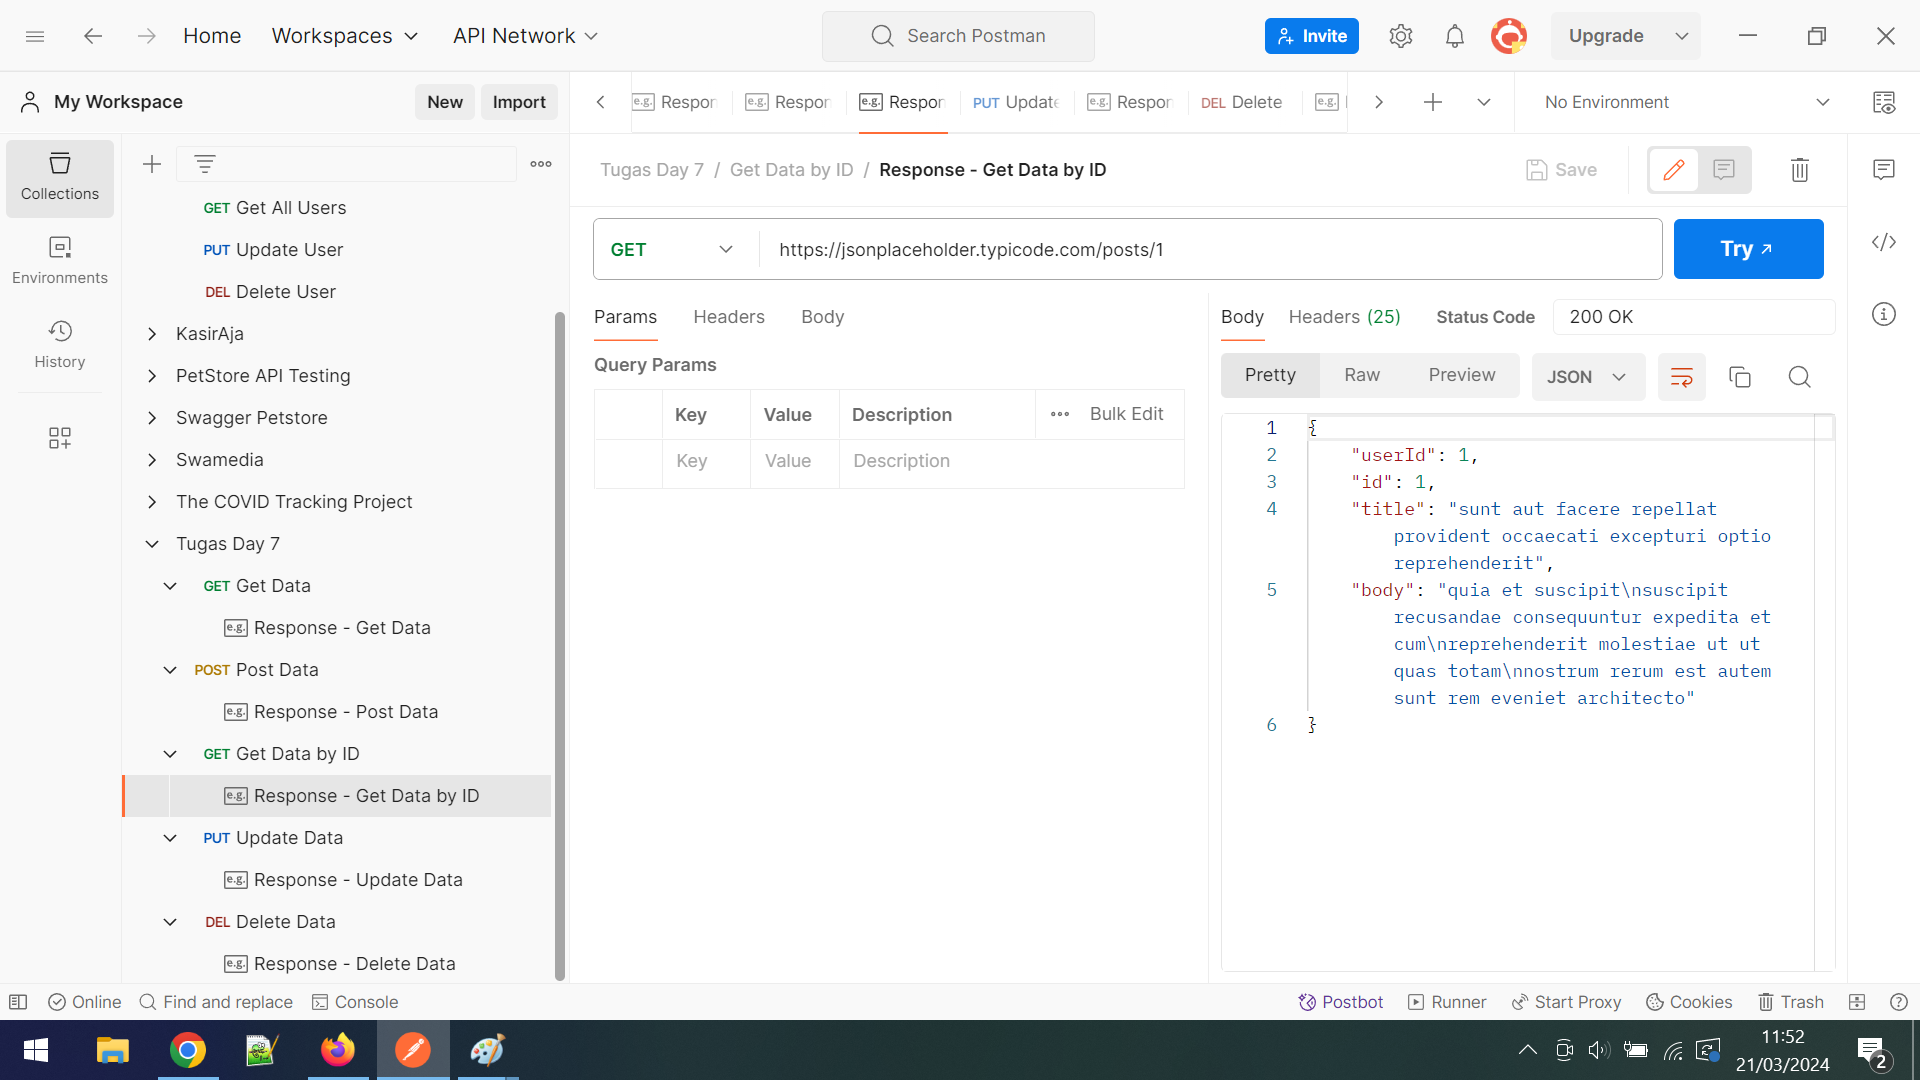 Home Workspaces API Network Search Postman Invite Upgrade
My Workspace New Import
Respon Respon Respon PUT Update Respon DEL Delete No Environment
Collections
Environments
History
GET Get All Users
PUT Update User
DEL Delete User
KasirAja
PetStore API Testing
Swagger Petstore
Swamedia
The COVID Tracking Project
Tugas Day 7
GET Get Data
e.g. Response - Get Data
POST Post Data
e.g. Response - Post Data
GET Get Data by ID
e.g. Response - Get Data by ID
PUT Update Data
e.g. Response - Update Data
DEL Delete Data
e.g. Response - Delete Data
Tugas Day 7 / Get Data by ID / Response - Get Data by ID Save
GET https://jsonplaceholder.typicode.com/posts/1 Try
Params Headers Body
Query Params
Key Value Description Bulk Edit
Key Value Description
Body Headers (25) Status Code 200 OK
Pretty Raw Preview JSON
1 {
2 "userId": 1,
3 "id": 1,
4 "title": "sunt aut facere repellat
provident occaecati excepturi optio
reprehenderit",
5 "body": "quia et suscipit\nsuscipit
recusandae consequuntur expedita et
cum\nreprehenderit molestiae ut ut
quas totam\nnostrum rerum est autem
sunt rem eveniet architecto"
6 }
Online Find and replace Console Postbot Runner Start Proxy Cookies Trash
11:52
21/03/2024
2